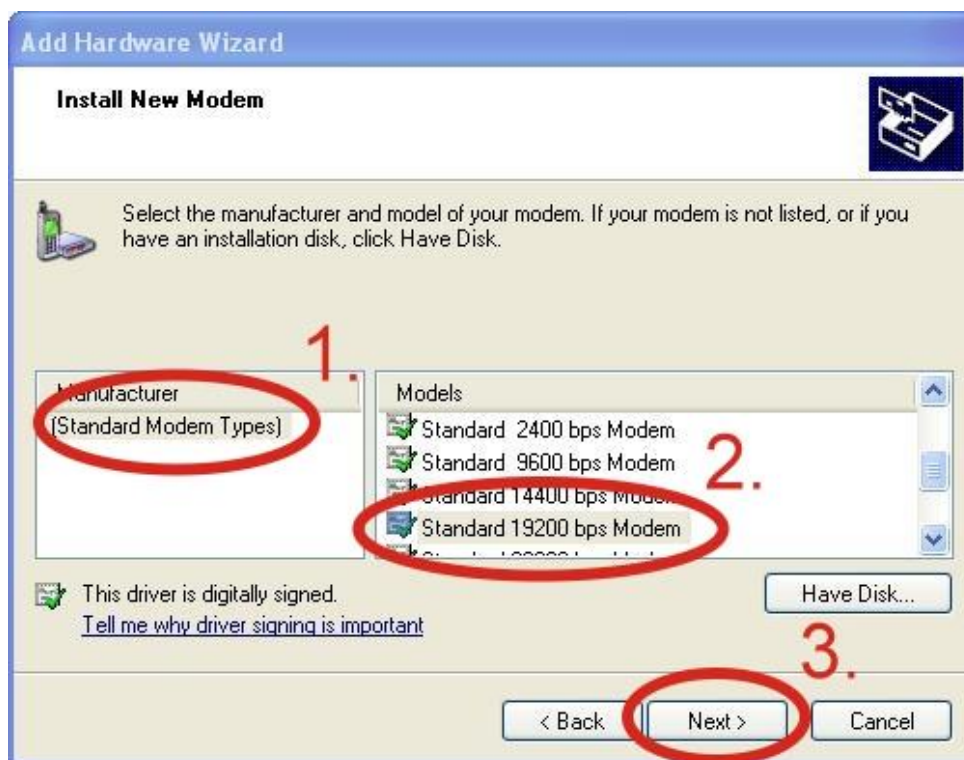 Add Hardware Wizard
Install New Modem
Select the manufacturer and model of your modem. If your modem is not listed, or if you
have an installation disk, click Have Disk.
1.
Manufacturer
(Standard Modem Types)
Models
Standard 2400 bps Modem
Standard 9600 bps Modem
2.
Standard 14400 bps Modem
Standard 19200 bps Modem
This driver is digitally signed.
Tell me why driver signing is important
Have Disk...
3.
< Back
Next >
Cancel